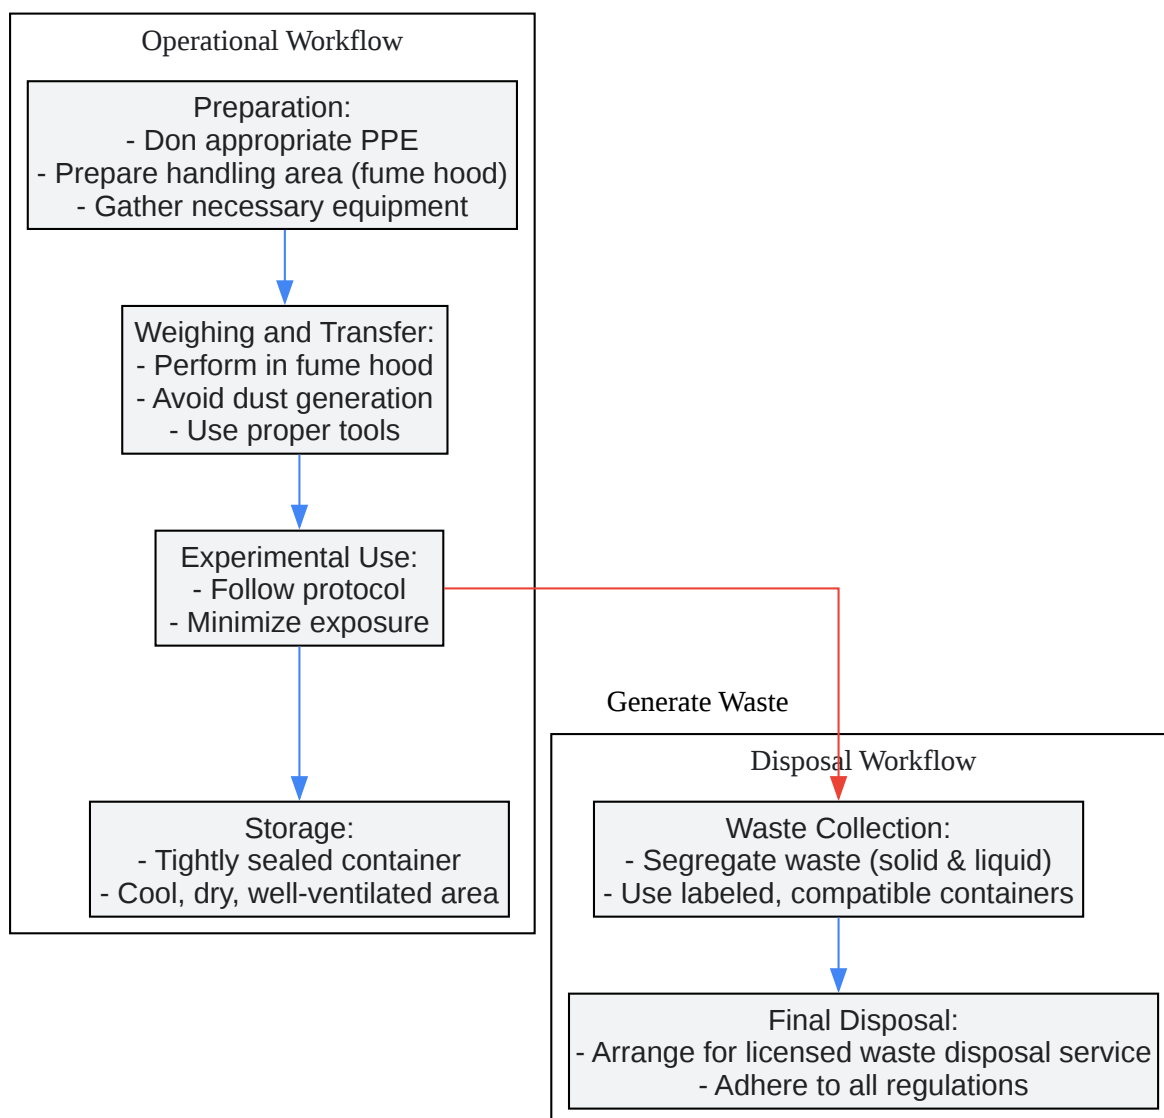 Operational Workflow
Preparation:
- Don appropriate PPE
- Prepare handling area (fume hood)
- Gather necessary equipment
Weighing and Transfer:
- Perform in fume hood
- Avoid dust generation
- Use proper tools
Experimental Use:
- Follow protocol
- Minimize exposure
Generate Waste
Storage:
- Tightly sealed container
- Cool, dry, well-ventilated area
Disposal Workflow
Waste Collection:
- Segregate waste (solid & liquid)
- Use labeled, compatible containers
Final Disposal:
- Arrange for licensed waste disposal service
- Adhere to all regulations